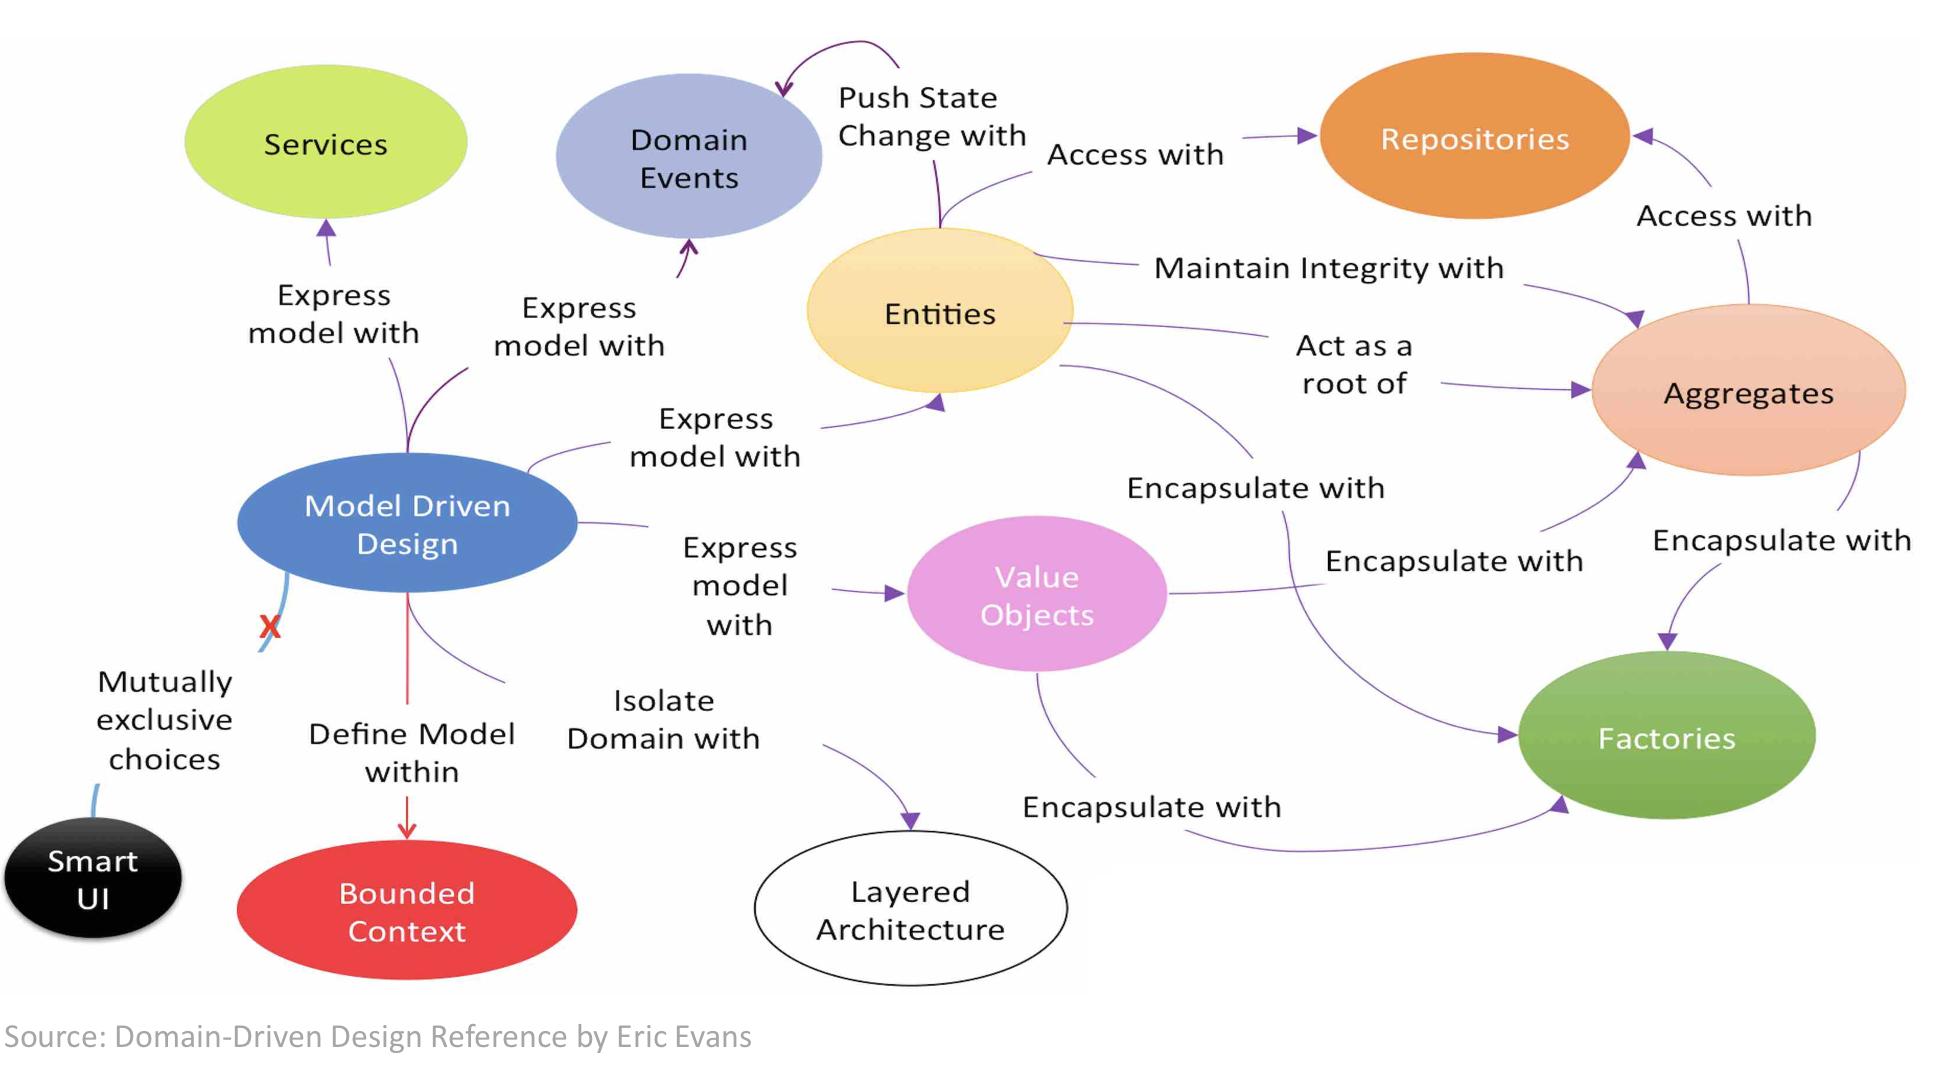 Services
Domain
Events
Push State
Change with
Access with
Repositories
Access with
Express
model with
Express
model with
Entities
Maintain Integrity with
Act as a
root of
Aggregates
Express
model with
Model Driven
Design
Encapsulate with
Express
model
with
Value
Objects
Encapsulate with
Encapsulate with
X
Mutually
exclusive
choices
Define Model
within
Isolate
Domain with
Factories
Encapsulate with
Smart
UI
Bounded
Context
Layered
Architecture
Source: Domain-Driven Design Reference by Eric Evans